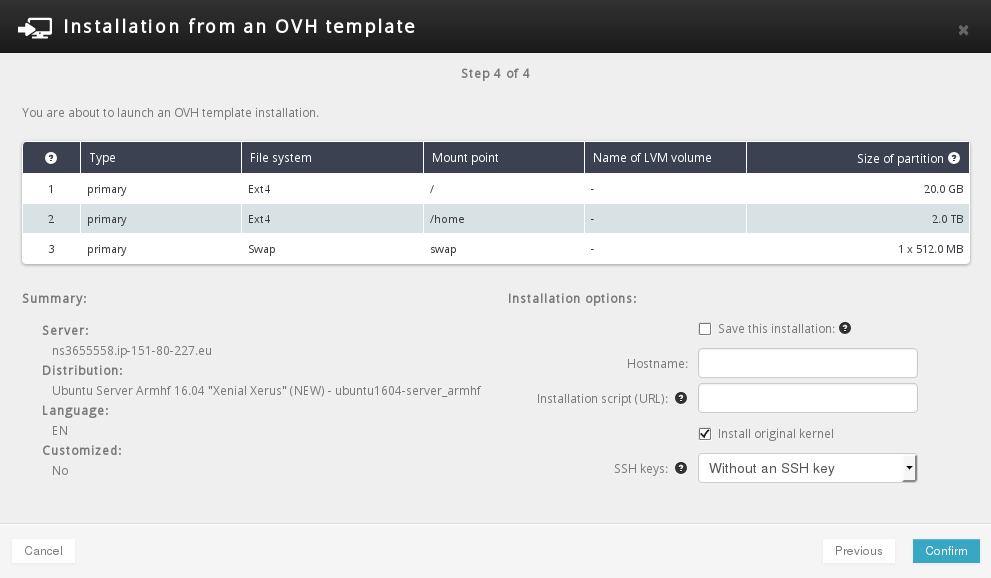 Installation from an OVH template
Step 4 of 4
You are about to launch an OVH template installation.
? Type File system Mount point Name of LVM volume Size of partition ?
1 primary Ext4 / - 20.0 GB
2 primary Ext4 /home - 2.0 TB
3 primary Swap swap - 1 x 512.0 MB
Summary:
Server:
ns3655558.ip-151-80-227.eu
Distribution:
Ubuntu Server Armhf 16.04 "Xenial Xerus" (NEW) - ubuntu1604-server_armhf
Language:
EN
Customized:
No
Installation options:
Save this installation: ?
Hostname:
Installation script (URL): ?
Install original kernel
SSH keys: ? Without an SSH key
Cancel Previous Confirm